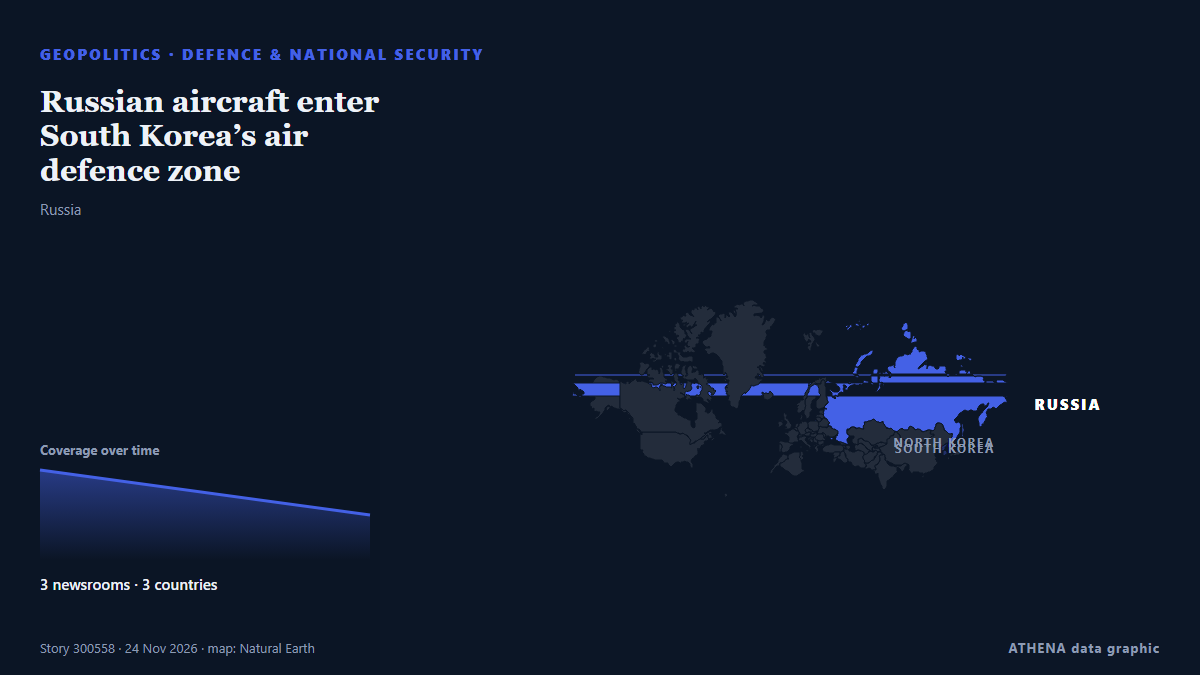 GEOPOLITICS · DEFENCE & NATIONAL SECURITY
Russian aircraft enter
South Korea’s air
defence zone
Russia
RUSSIA
NORTH KOREA
SOUTH KOREA
Coverage over time
3 newsrooms · 3 countries
Story 300558 · 24 Nov 2026 · map: Natural Earth
ATHENA data graphic